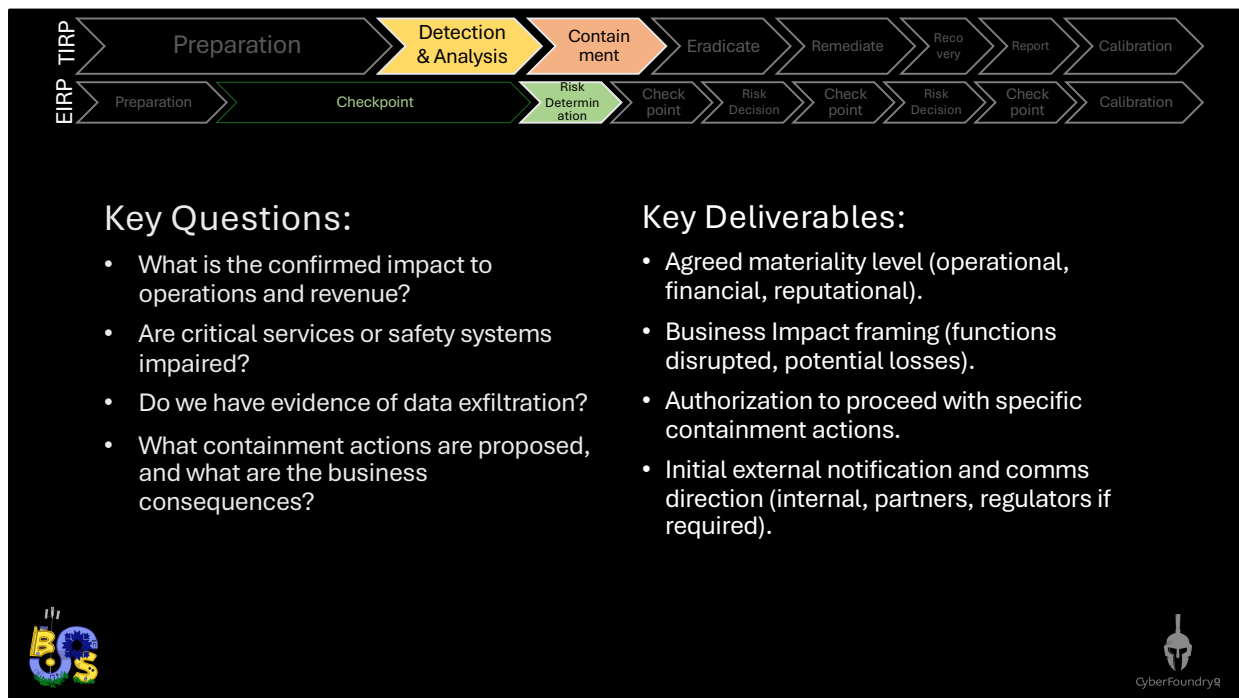 TIRP
Preparation
Detection
& Analysis
Contain
ment
Eradicate
Remediate
Reco
very
Report
Calibration
EIRP
Preparation
Checkpoint
Risk
Determin
ation
Check
point
Risk
Decision
Check
point
Risk
Decision
Check
point
Calibration
Key Questions:
• What is the confirmed impact to
operations and revenue?
• Are critical services or safety systems
impaired?
• Do we have evidence of data exfiltration?
• What containment actions are proposed,
and what are the business
consequences?
Key Deliverables:
• Agreed materiality level (operational,
financial, reputational).
• Business Impact framing (functions
disrupted, potential losses).
• Authorization to proceed with specific
containment actions.
• Initial external notification and comms
direction (internal, partners, regulators if
required).
CyberFoundry